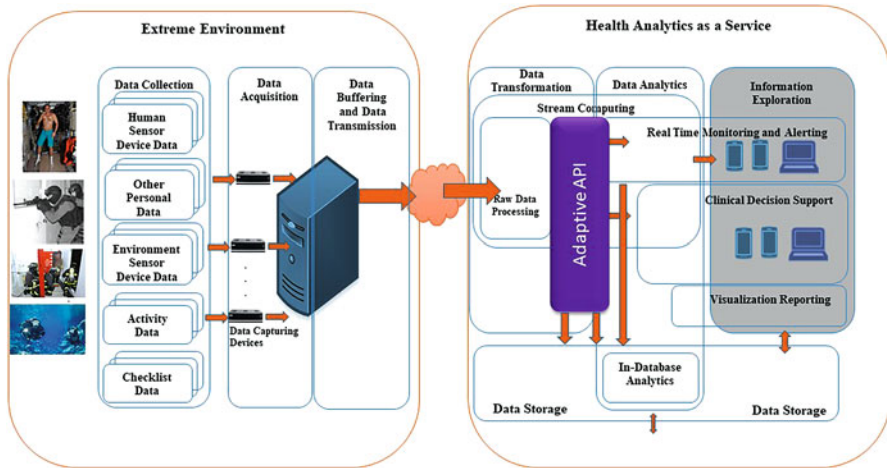 Extreme Environment
Data Collection
Human
Sensor
Device Data
Other
Personal
Data
Environment
Sensor
Device Data
Activity
Data
Checklist
Data
Data
Acquisition
Data Capturing
Devices
Data
Buffering
and Data
Transmission
Health Analytics as a Service
Data
Transformation
Data Analytics
Information
Exploration
Stream Computing
Real Time Monitoring and Alerting
Raw Data
Processing
Adaptive API
Clinical Decision Support
Visualization Reporting
In-Database
Analytics
Data Storage
Data Storage